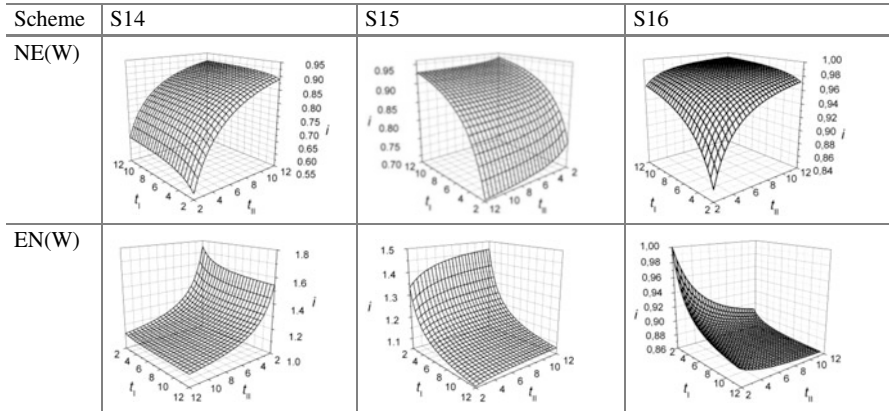 Scheme S14 S15 S16
NE(W)
0.95
0.90
0.85
0.80
0.75
0.70
0.65
0.60
0.55
i
12 10 8 6 4 2
t_I
2 4 6 8 10 12
t_II
0.95
0.90
0.85
0.80
0.75
0.70
i
12 10 8 6 4 2
t_I
12 10 8 6 4 2
t_II
1,00
0,98
0,96
0,94
0,92
0,90
0,88
0,86
0,84
i
12 10 8 6 4 2
t_I
2 4 6 8 10 12
t_II
EN(W)
1.8
1.6
1.4
1.2
1.0
i
2 4 6 8 10 12
t_I
12 10 8 6 4 2
t_II
1.5
1.4
1.3
1.2
1.1
i
2 4 6 8 10 12
t_I
2 4 6 8 10 12
t_II
1,00
0,98
0,96
0,94
0,92
0,90
0,88
0,86
i
2 4 6 8 10 12
t_I
2 4 6 8 10 12
t_II